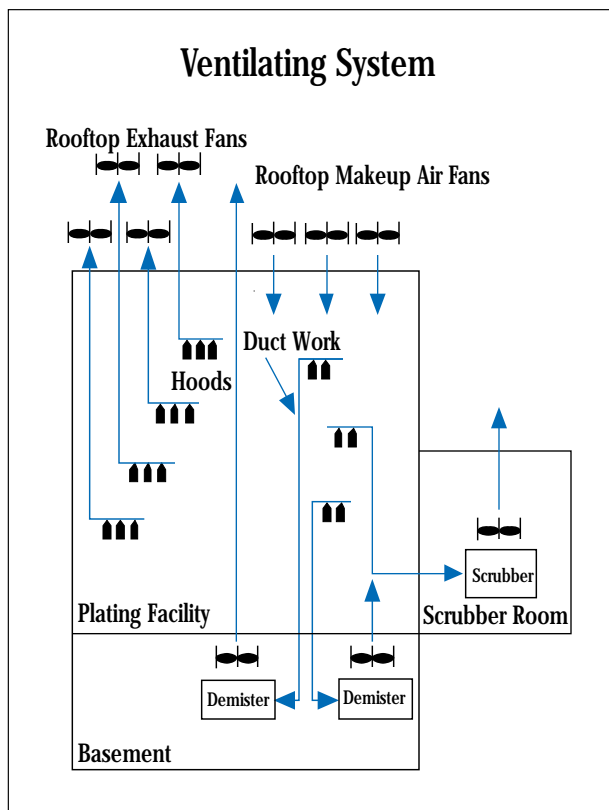 Ventilating System
Rooftop Exhaust Fans
Rooftop Makeup Air Fans
Duct Work
Hoods
Scrubber
Plating Facility
Scrubber Room
Demister
Demister
Basement